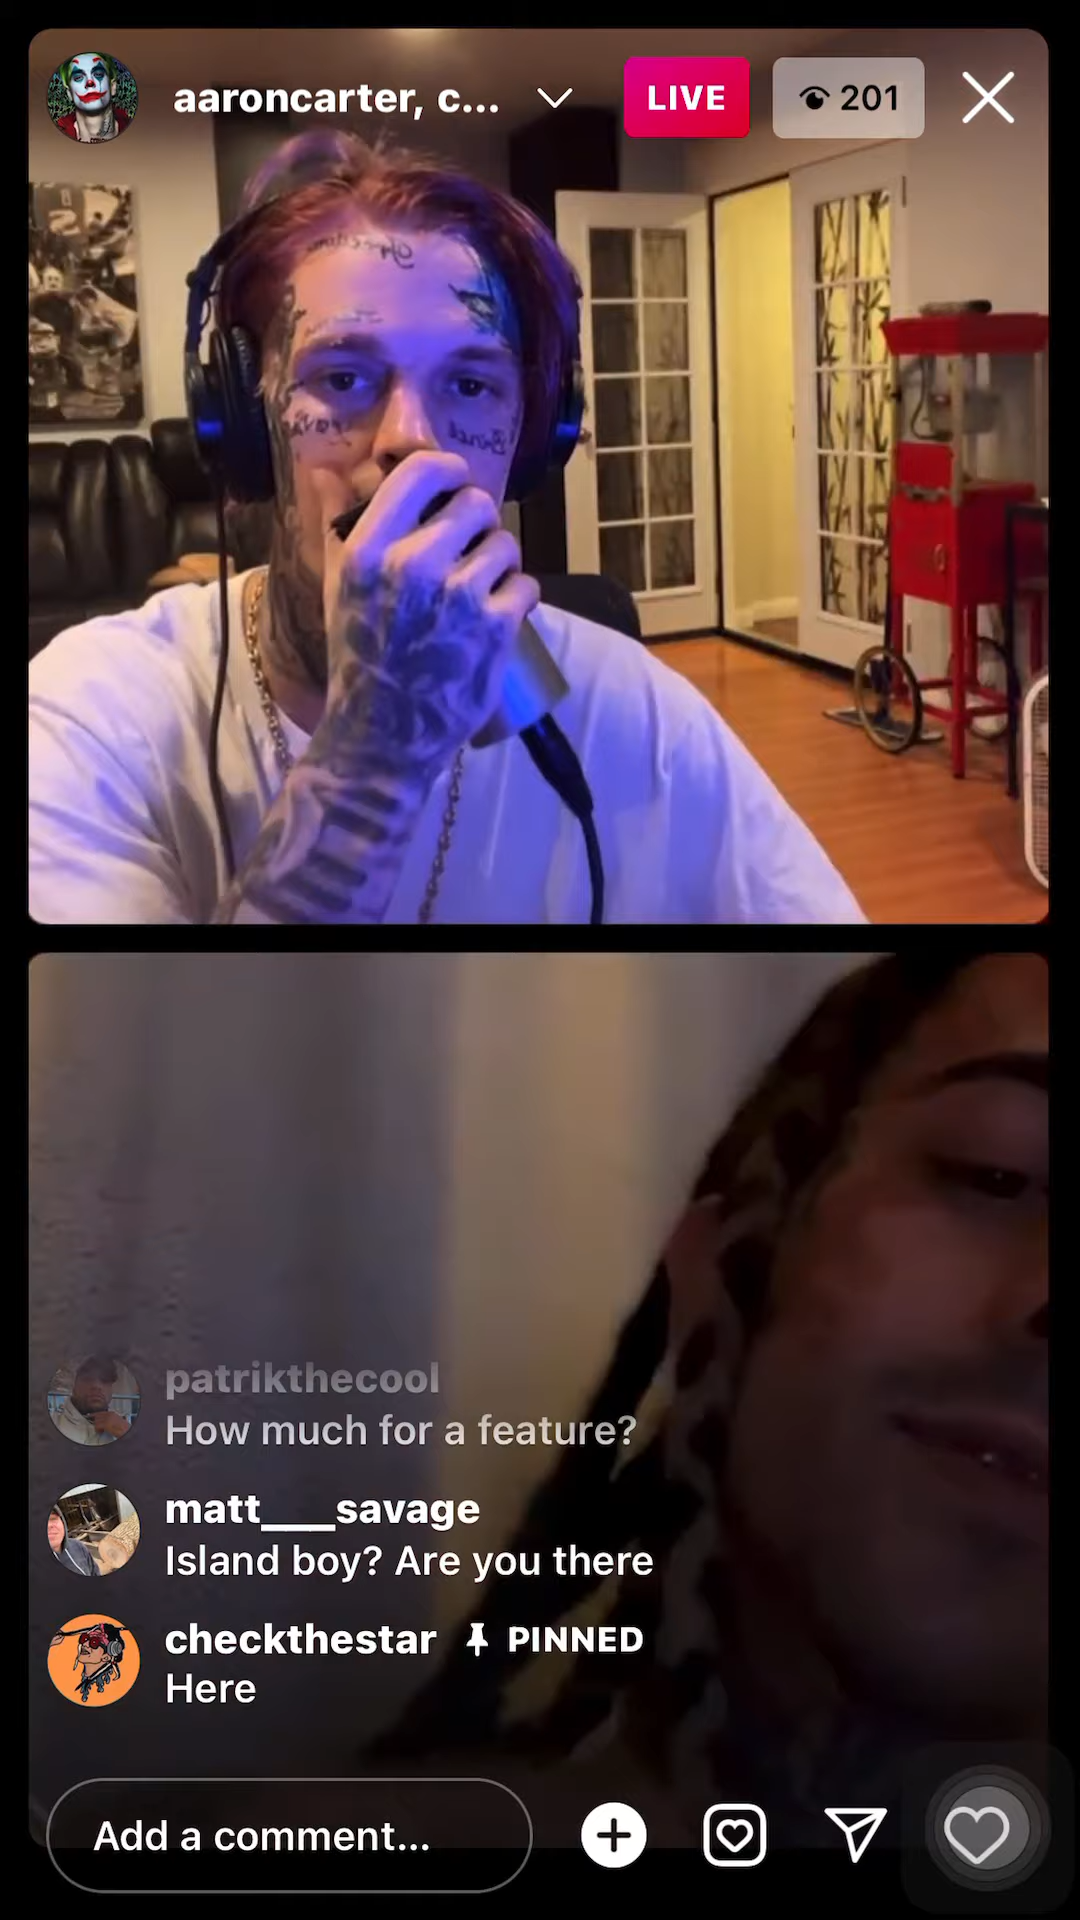 aaroncarter, c...
LIVE
201
patrikthecool
How much for a feature?
matt___savage
Island boy? Are you there
checkthestar PINNED
Here
Add a comment...